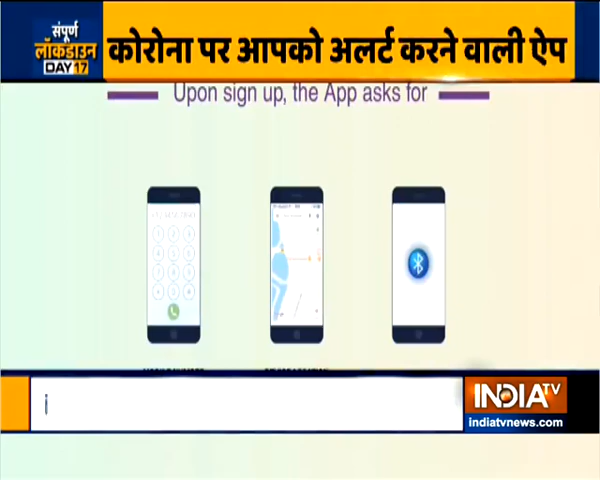 संपूर्ण
लॉकडाउन
DAY 17
कोरोना पर आपको अलर्ट करने वाली ऐप
Upon sign up, the App asks for
i
INDIA TV
indiatvnews.com